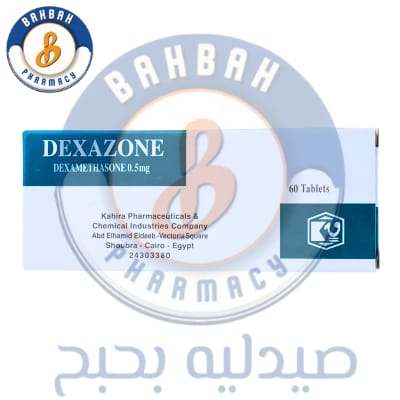 BAHBAH
PHARMACY
BAHBAH
DEXAZONE
DEXAMETHASONE 0.5mg
60 Tablets
Kahira Pharmaceuticals &
Chemical Industries Company
Abd Elhamid Eldeeb -Vectoria Square
Shoubra - Cairo - Egypt
24303380
PHARMACY
صيدليه بحبح